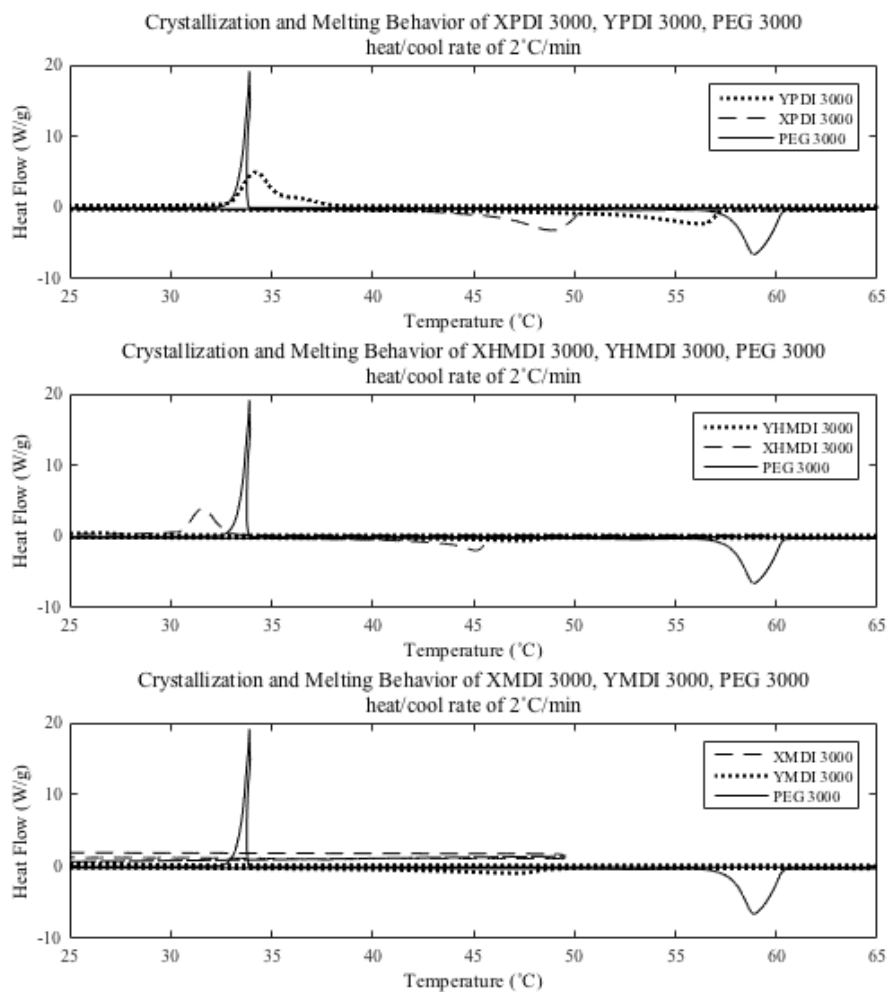 Crystallization and Melting Behavior of XPDI 3000, YPDI 3000, PEG 3000
heat/cool rate of 2˚C/min
20
10
0
-10
Heat Flow (W/g)
YPDI 3000
XPDI 3000
PEG 3000
25 30 35 40 45 50 55 60 65
Temperature (˚C)
Crystallization and Melting Behavior of XHMDI 3000, YHMDI 3000, PEG 3000
heat/cool rate of 2˚C/min
20
10
0
-10
Heat Flow (W/g)
YHMDI 3000
XHMDI 3000
PEG 3000
25 30 35 40 45 50 55 60 65
Temperature (˚C)
Crystallization and Melting Behavior of XMDI 3000, YMDI 3000, PEG 3000
heat/cool rate of 2˚C/min
20
10
0
-10
Heat Flow (W/g)
XMDI 3000
YMDI 3000
PEG 3000
25 30 35 40 45 50 55 60 65
Temperature (˚C)